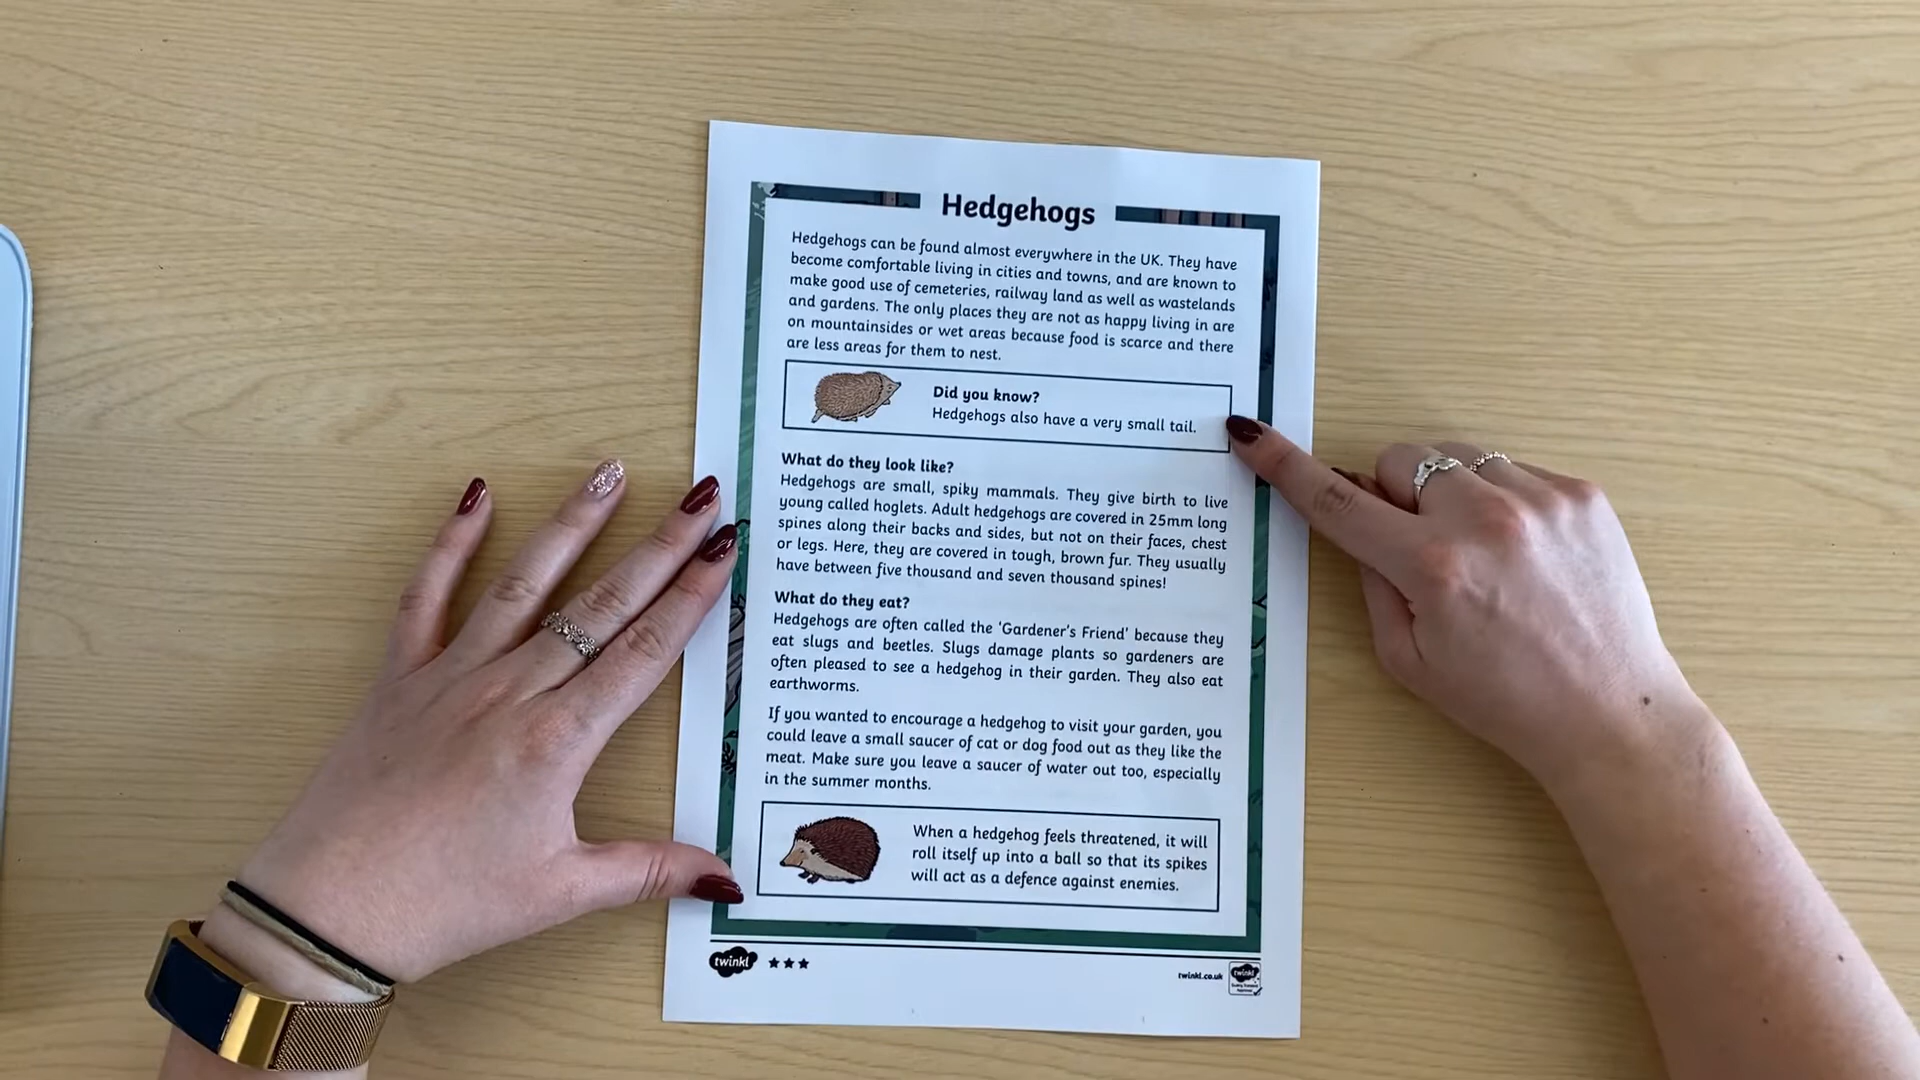 Hedgehogs
Hedgehogs can be found almost everywhere in the UK. They have
become comfortable living in cities and towns, and are known to
make good use of cemeteries, railway land as well as wastelands
and gardens. The only places they are not as happy living in are
on mountainsides or wet areas because food is scarce and there
are less areas for them to nest.
Did you know?
Hedgehogs also have a very small tail.
What do they look like?
Hedgehogs are small, spiky mammals. They give birth to live
young called hoglets. Adult hedgehogs are covered in 25mm long
spines along their backs and sides, but not on their faces, chest
or legs. Here, they are covered in tough, brown fur. They usually
have between five thousand and seven thousand spines!
What do they eat?
Hedgehogs are often called the ‘Gardener’s Friend’ because they
eat slugs and beetles. Slugs damage plants so gardeners are
often pleased to see a hedgehog in their garden. They also eat
earthworms.
If you wanted to encourage a hedgehog to visit your garden, you
could leave a small saucer of cat or dog food out as they like the
meat. Make sure you leave a saucer of water out too, especially
in the summer months.
When a hedgehog feels threatened, it will
roll itself up into a ball so that its spikes
will act as a defence against enemies.
twinkl
twinkl.co.uk
twinkl
Quality Standard
Approved